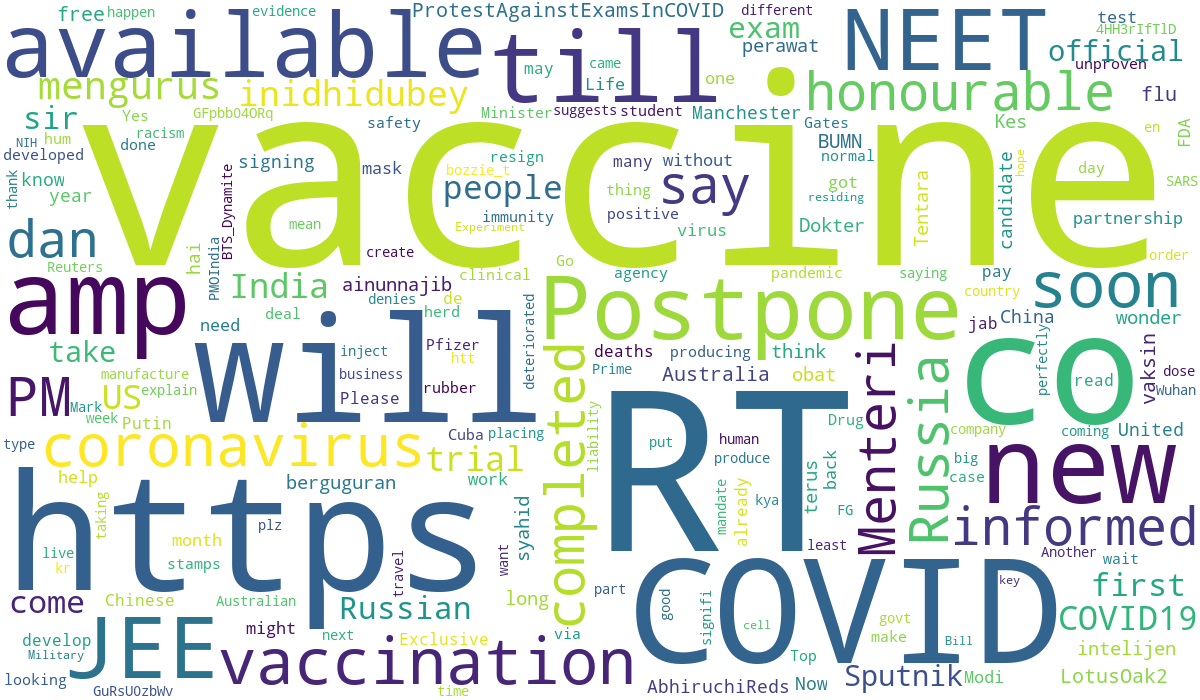 happen
evidence
ProtestAgainstExamsInCOVID
different
free
available
till
NEET
exam
perawat
test
4HH3rIfTlD
official
unproven
mengurus
inidhidubey
may
came
Life
one
honourable
flu
sir
Yes
GFpbbO4ORq
Minister
suggests
student
Manchester
Gates
Kes
en
FDA
NIH
hum
racism
done
safety
BUMN
developed
vaccine
signing
mask
resign
bozzie_t
many
without
normal
know
year
thank
people
thing
say
got
residing
candidate
hope
day
SARS
immunity
positive
virus
Dokter
Tentara
partnership
dan
hai
PMOIndia
BTS_Dynamite
mean
Experiment
create
order
Reuters
India
ainunnajib
clinical
Go
agency
pandemic
saying
pay
soon
amp
deal
denies
de
herd
deteriorated
Postpone
country
jab
China
wonder
need
will
inject
Pfizer
htt
completed
deaths
producing
think
Menteri
Russia
co
perfectly
read
vaksin
dose
Wuhan
take
manufacture
explain
business
rubber
Please
Prime
Australia
obat
PM
US
Mark
week
Putin
Cuba
placing
liability
RT
Drug
company
coming
United
type
coronavirus
trial
work
put
human
produce
back
terus
big
case
new
help
berguguran
mandate
already
kya
FG
informed
https
taking
plz
syahid
month
live
kr
stamps
travel
want
least
Another
wait
come
Chinese
Australian
Russian
long
part
COVID
good
signifi
key
cell
govt
make
Bill
first
COVID19
JEE
might
next
Exclusive
via
develop
Military
looking
vaccination
Top
Now
Sputnik
Modi
intelijen
LotusOak2
GuRsUOzbWv
time
AbhiruchiReds